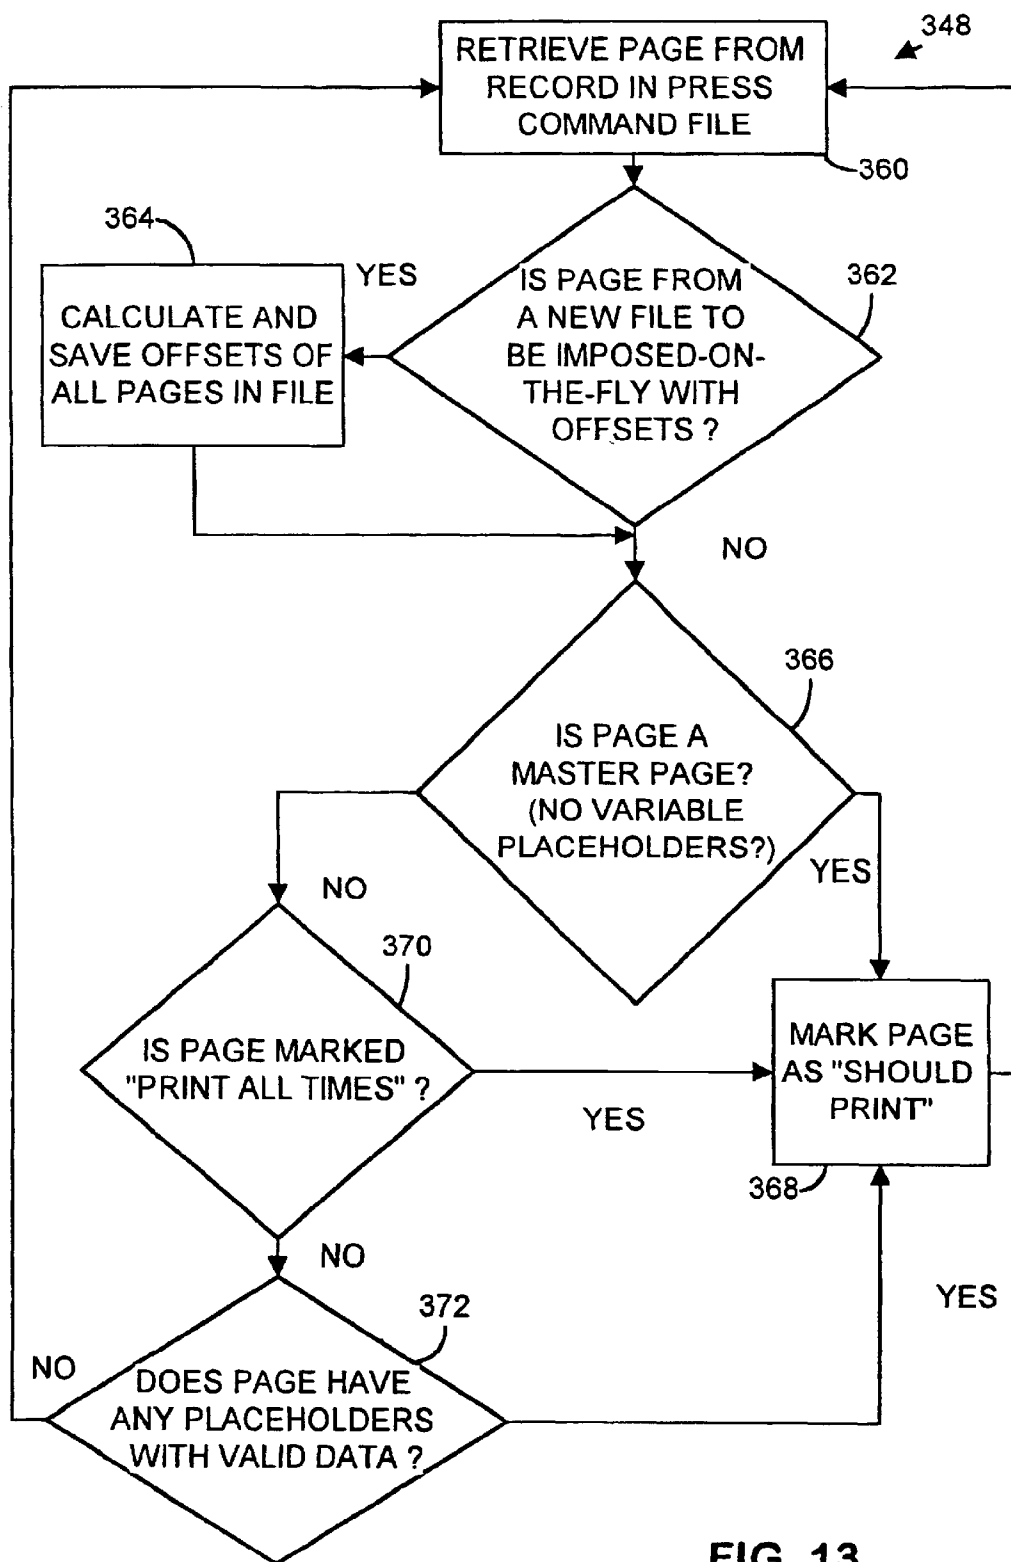 348
RETRIEVE PAGE FROM
RECORD IN PRESS
COMMAND FILE
360
364
YES
CALCULATE AND
SAVE OFFSETS OF
ALL PAGES IN FILE
362
IS PAGE FROM
A NEW FILE TO
BE IMPOSED-ON-
THE-FLY WITH
OFFSETS ?
NO
366
IS PAGE A
MASTER PAGE?
(NO VARIABLE
PLACEHOLDERS?)
YES
NO
370
IS PAGE MARKED
"PRINT ALL TIMES" ?
YES
MARK PAGE
AS "SHOULD
PRINT"
368
NO
372
YES
NO
DOES PAGE HAVE
ANY PLACEHOLDERS
WITH VALID DATA ?
FIG. 13